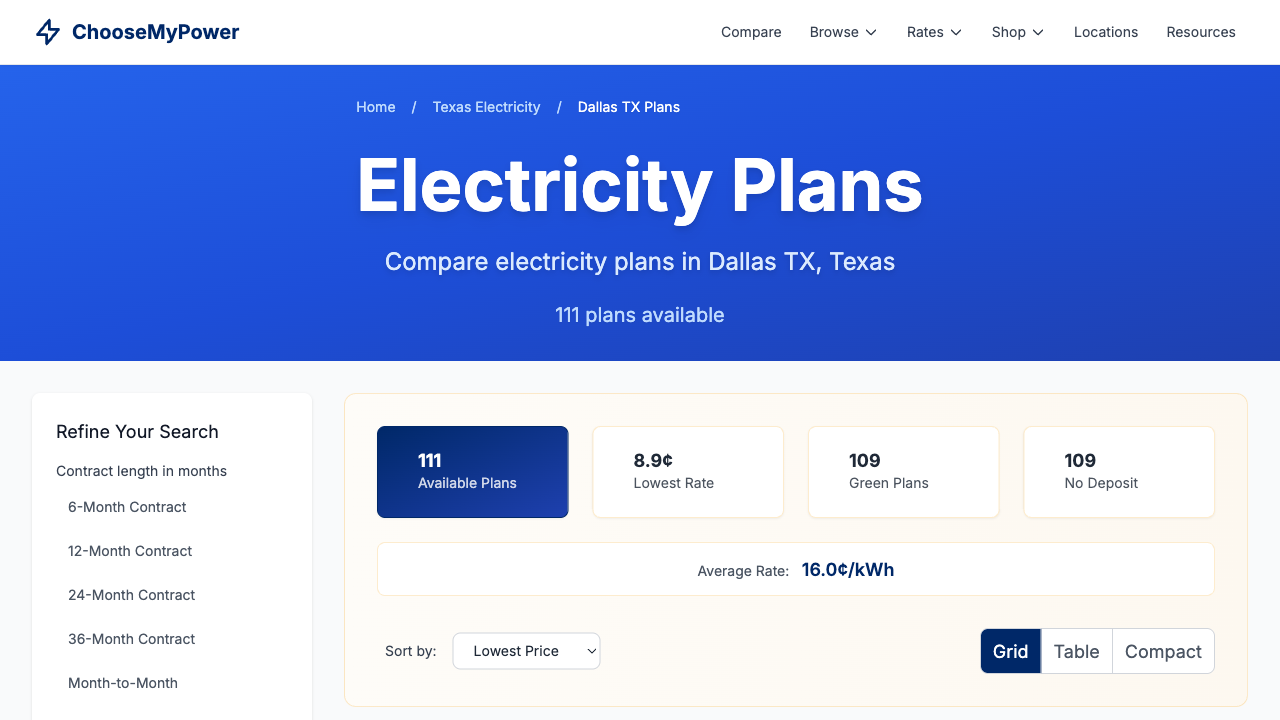 ChooseMyPower
Compare
Browse
Rates
Shop
Locations
Resources
Home / Texas Electricity / Dallas TX Plans
Electricity Plans
Compare electricity plans in Dallas TX, Texas
111 plans available
Refine Your Search
Contract length in months
6-Month Contract
12-Month Contract
24-Month Contract
36-Month Contract
Month-to-Month
111
Available Plans
8.9¢
Lowest Rate
109
Green Plans
109
No Deposit
Average Rate: 16.0¢/kWh
Sort by: Lowest Price
Grid
Table
Compact